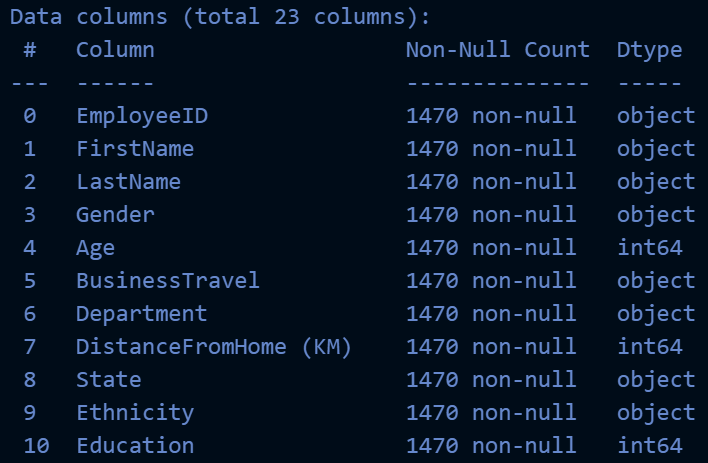 Data columns (total 23 columns):
 #   Column                   Non-Null Count  Dtype
---  ------                   --------------  -----
 0   EmployeeID               1470 non-null   object
 1   FirstName                1470 non-null   object
 2   LastName                 1470 non-null   object
 3   Gender                   1470 non-null   object
 4   Age                      1470 non-null   int64
 5   BusinessTravel           1470 non-null   object
 6   Department               1470 non-null   object
 7   DistanceFromHome (KM)    1470 non-null   int64
 8   State                    1470 non-null   object
 9   Ethnicity                1470 non-null   object
 10  Education                1470 non-null   int64